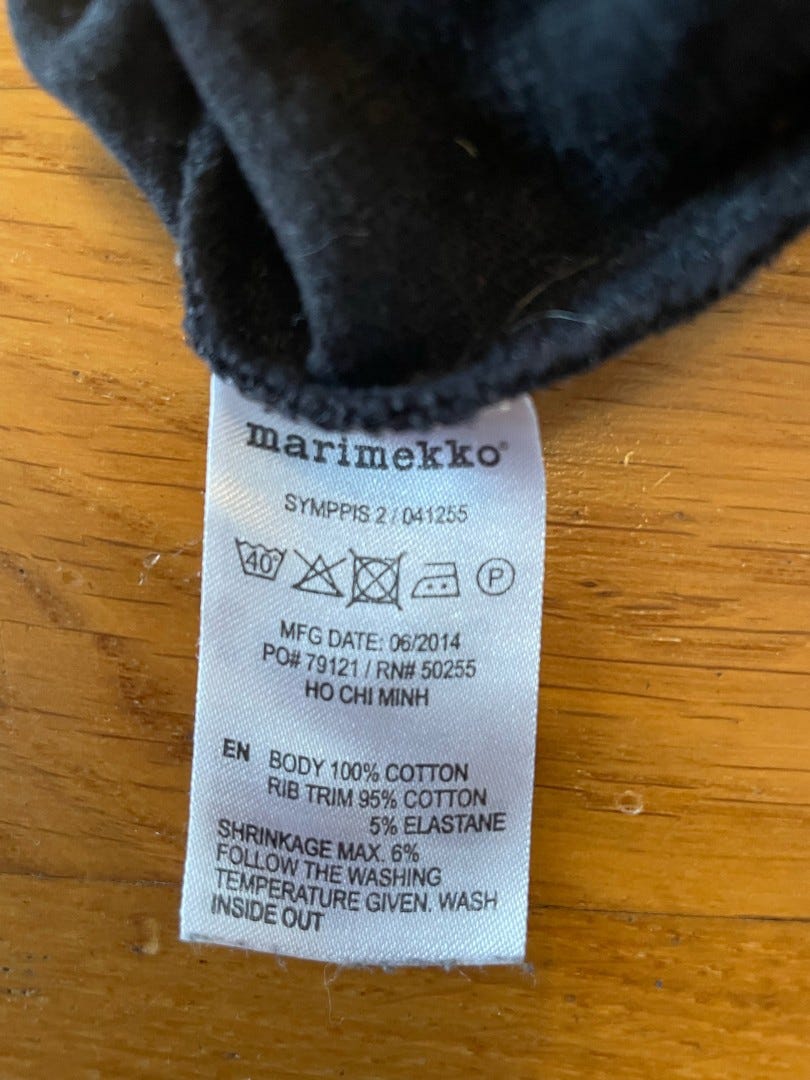 marimekko®
SYMPPIS 2 / 041255
40° P
MFG DATE: 06/2014
PO# 79121 / RN# 50255
HO CHI MINH
EN BODY 100% COTTON
RIB TRIM 95% COTTON
5% ELASTANE
SHRINKAGE MAX. 6%
FOLLOW THE WASHING
TEMPERATURE GIVEN. WASH
INSIDE OUT